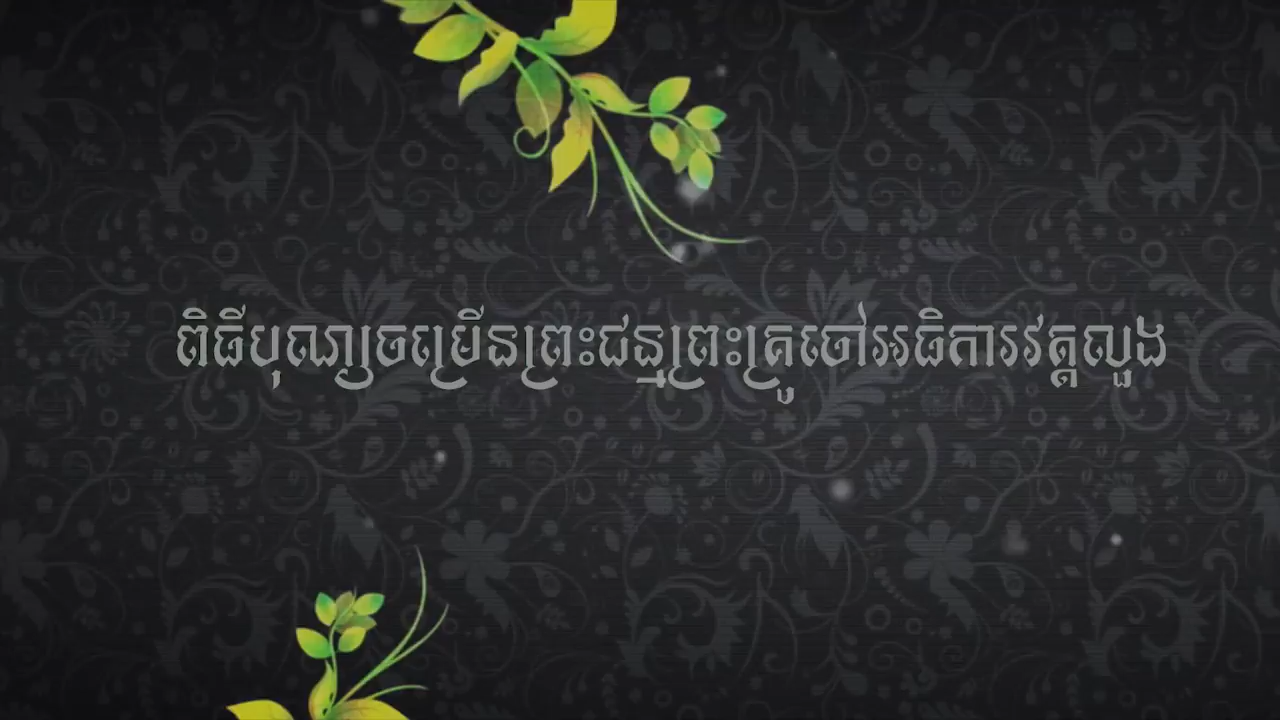 ពិធីបុណ្យចម្រើនព្រះជន្មព្រះគ្រូចៅអធិការវត្តលួង